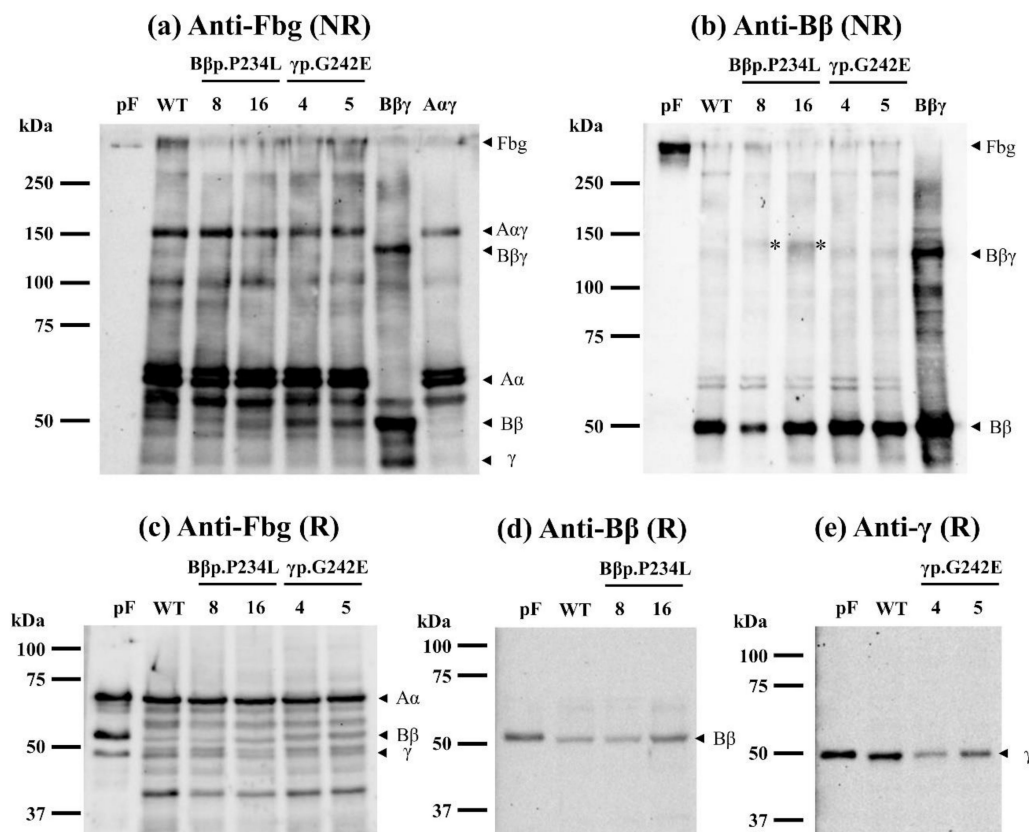 (a) Anti-Fbg (NR)
Bβp.P234L γp.G242E
pF WT 8 16 4 5 Bβγ Aαγ
kDa
Fbg
250
150
Aαγ
Bβγ
100
75
Aα
50
Bβ
γ
(b) Anti-Bβ (NR)
Bβp.P234L γp.G242E
pF WT 8 16 4 5 Bβγ
kDa
Fbg
250
150
* *
Bβγ
100
75
50
Bβ
(c) Anti-Fbg (R)
Bβp.P234L γp.G242E
pF WT 8 16 4 5
kDa
100
75
Aα
Bβ
50
γ
37
(d) Anti-Bβ (R)
Bβp.P234L
pF WT 8 16
kDa
100
75
50
Bβ
37
(e) Anti-γ (R)
γp.G242E
pF WT 4 5
kDa
100
75
50
γ
37